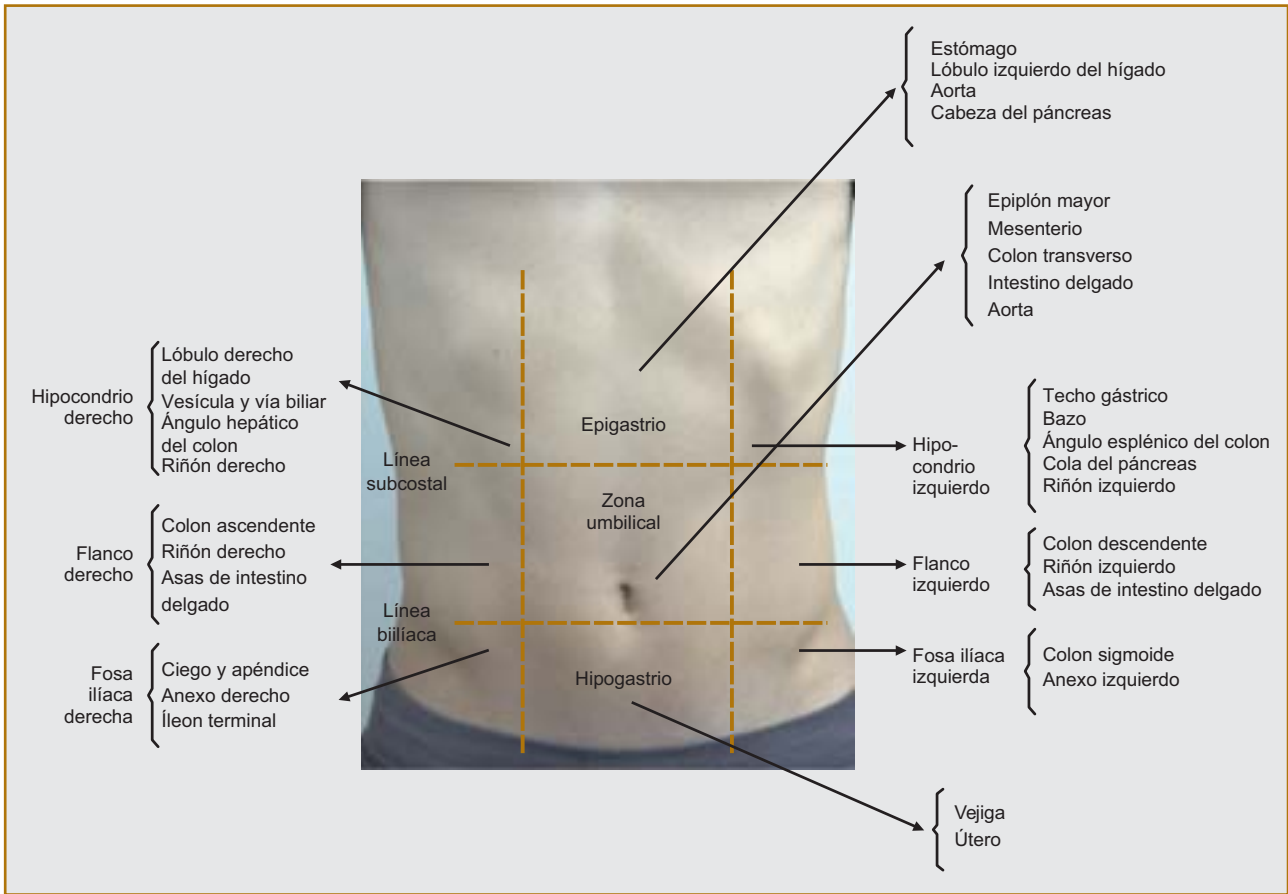 Estómago
Lóbulo izquierdo del hígado
Aorta
Cabeza del páncreas
Epiplón mayor
Mesenterio
Colon transverso
Intestino delgado
Aorta
Hipocondrio
derecho
Lóbulo derecho
del hígado
Vesícula y vía biliar
Ángulo hepático
del colon
Riñón derecho
Línea
subcostal
Epigastrio
Hipo-
condrio
izquierdo
Techo gástrico
Bazo
Ángulo esplénico del colon
Cola del páncreas
Riñón izquierdo
Zona
umbilical
Flanco
derecho
Colon ascendente
Riñón derecho
Asas de intestino
delgado
Línea
biilíaca
Flanco
izquierdo
Colon descendente
Riñón izquierdo
Asas de intestino delgado
Fosa
ilíaca
derecha
Ciego y apéndice
Anexo derecho
Íleon terminal
Hipogastrio
Fosa ilíaca
izquierda
Colon sigmoide
Anexo izquierdo
Vejiga
Útero